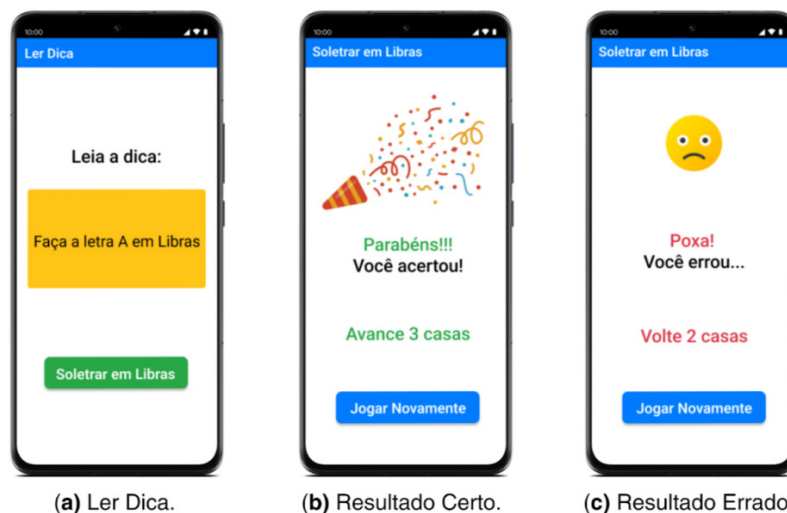 10:00
Ler Dica
Leia a dica:
Faça a letra A em Libras
Soletrar em Libras
(a) Ler Dica.
10:00
Soletrar em Libras
Parabéns!!!
Você acertou!
Avance 3 casas
Jogar Novamente
(b) Resultado Certo.
10:00
Soletrar em Libras
Poxa!
Você errou...
Volte 2 casas
Jogar Novamente
(c) Resultado Errado